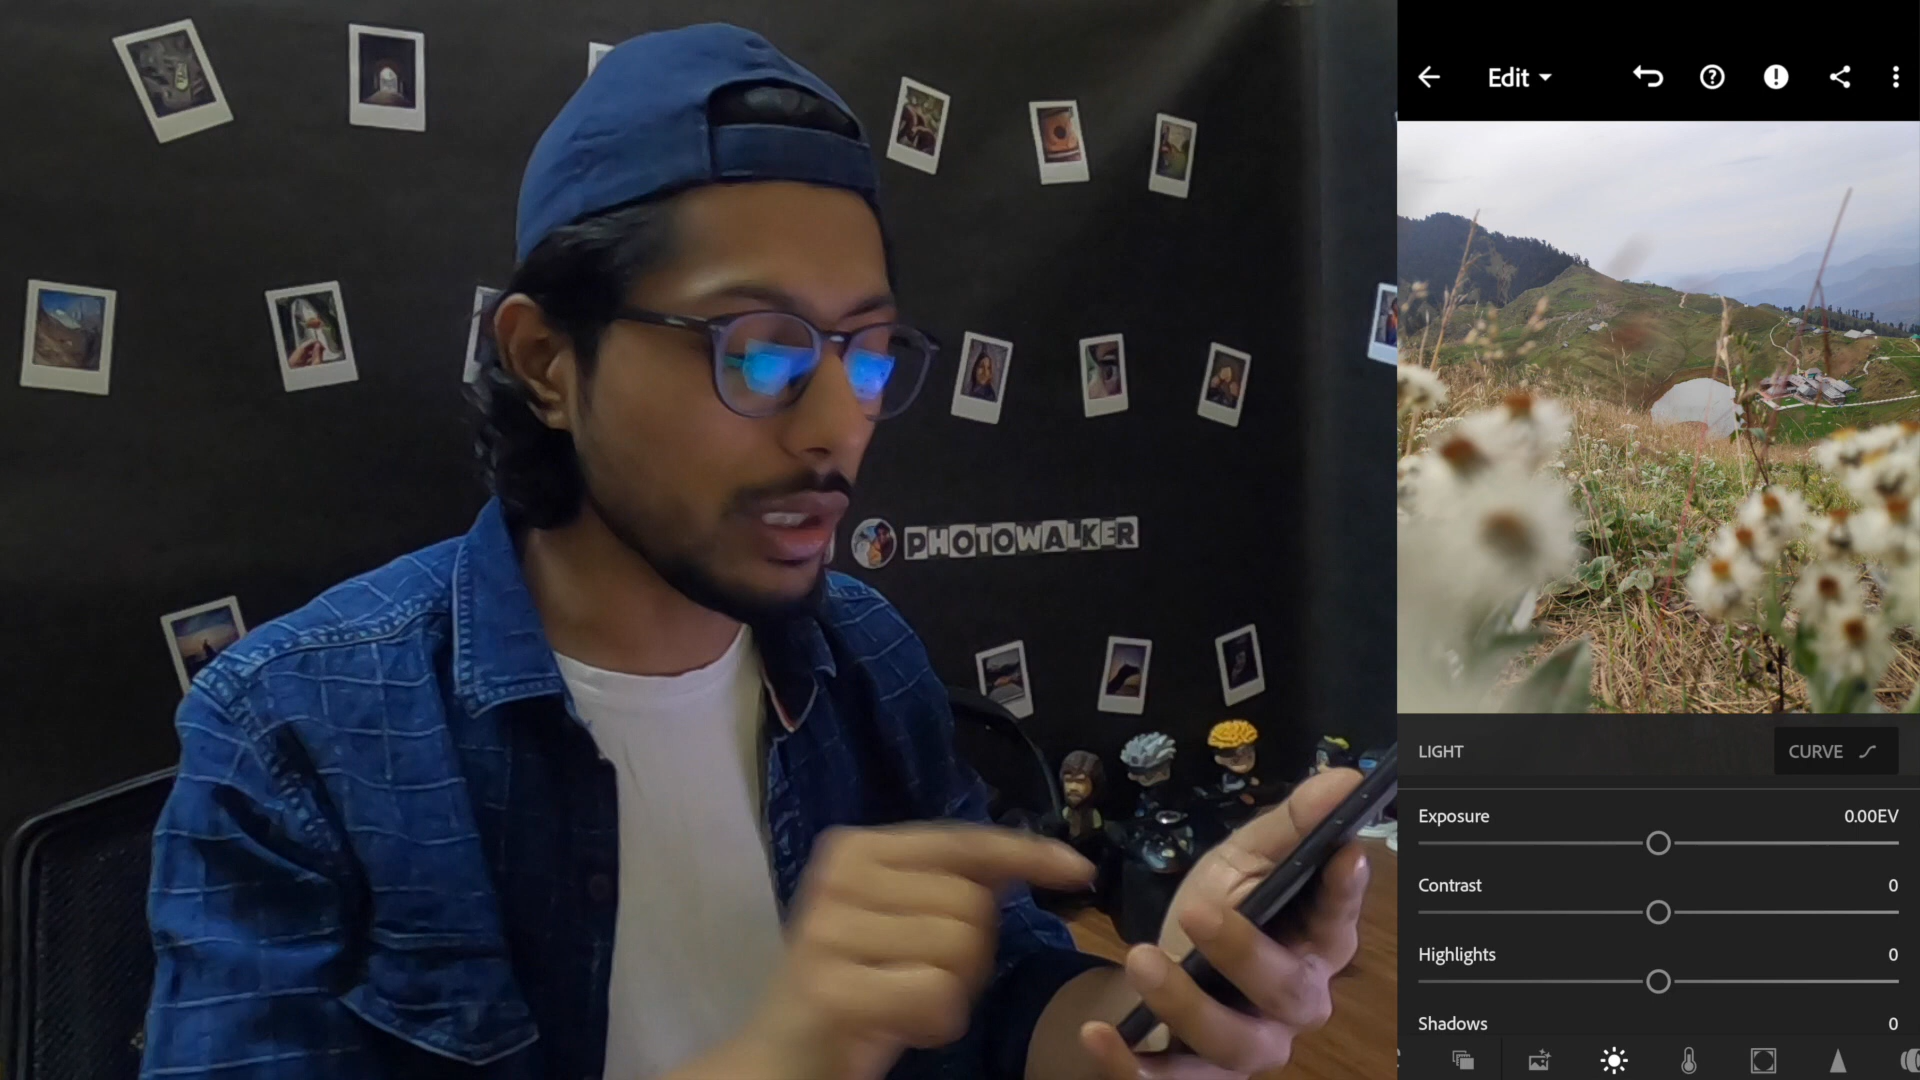 PHOTOWALKER
Edit
LIGHT
CURVE
Exposure
0.00EV
Contrast
0
Highlights
0
Shadows
0